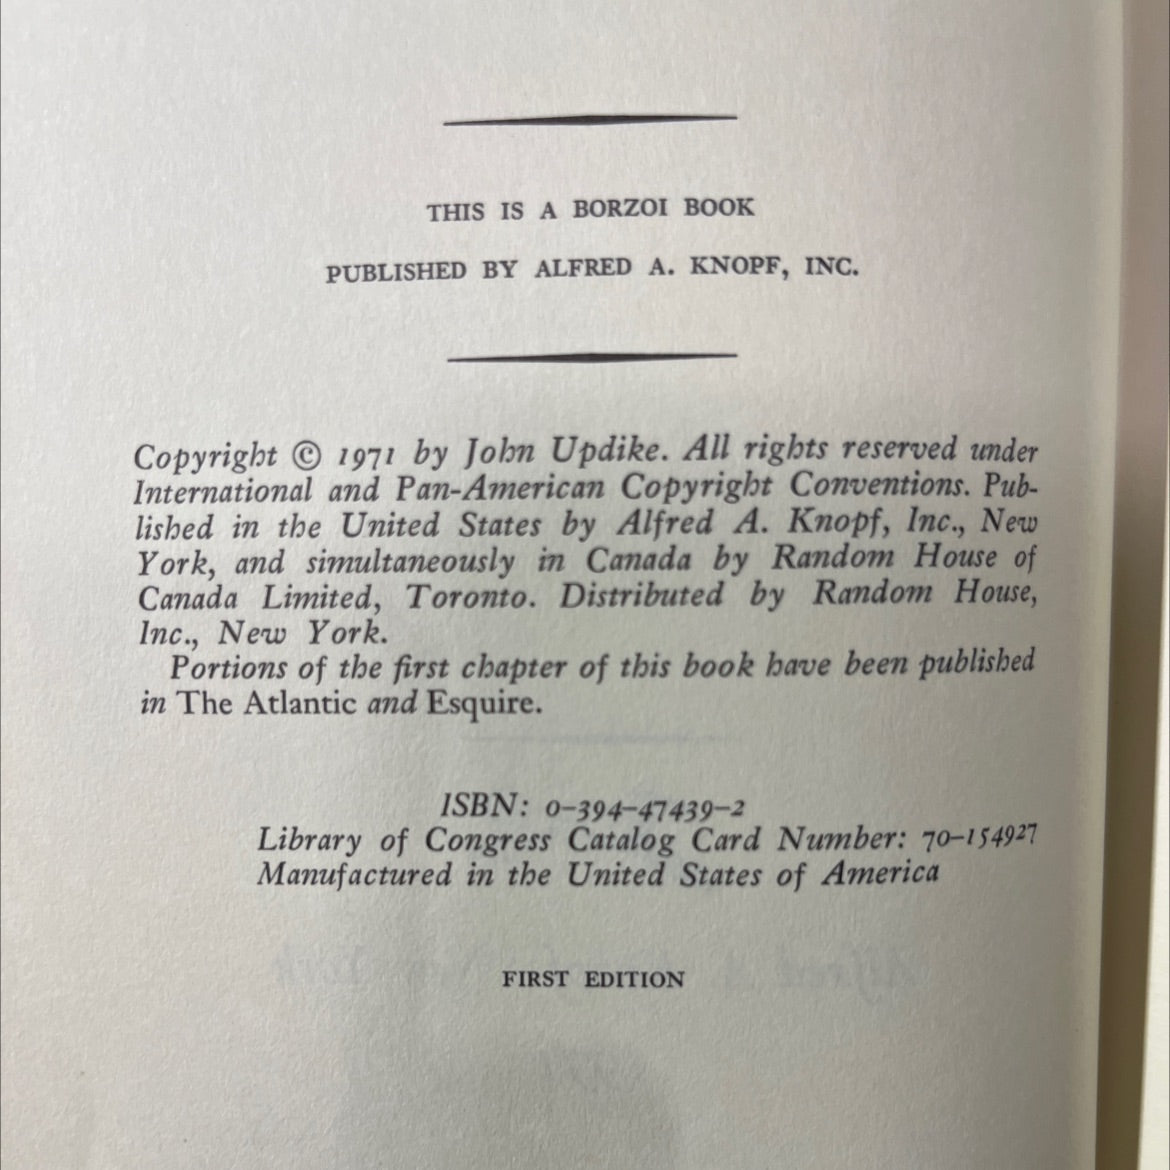 THIS IS A BORZOI BOOK
PUBLISHED BY ALFRED A. KNOPF, INC.
Copyright © 1971 by John Updike. All rights reserved under
International and Pan-American Copyright Conventions. Pub-
lished in the United States by Alfred A. Knopf, Inc., New
York, and simultaneously in Canada by Random House of
Canada Limited, Toronto. Distributed by Random House,
Inc., New York.
Portions of the first chapter of this book have been published
in The Atlantic and Esquire.
ISBN: 0-394-47439-2
Library of Congress Catalog Card Number: 70-154927
Manufactured in the United States of America
FIRST EDITION